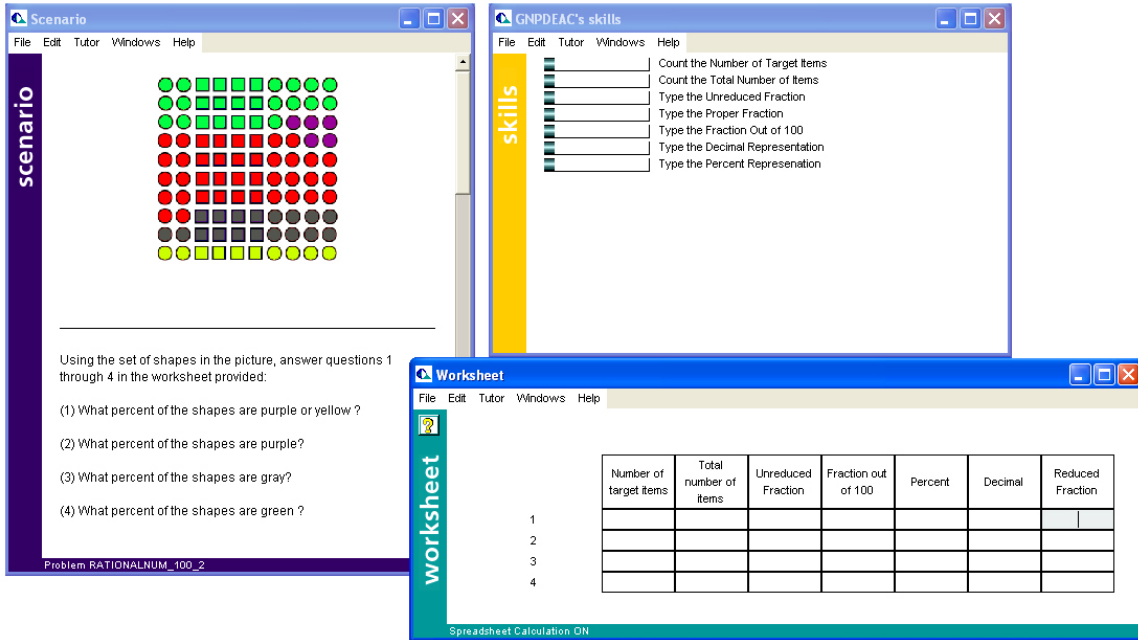 Scenario
File Edit Tutor Windows Help
scenario
Using the set of shapes in the picture, answer questions 1
through 4 in the worksheet provided:
(1) What percent of the shapes are purple or yellow ?
(2) What percent of the shapes are purple?
(3) What percent of the shapes are gray?
(4) What percent of the shapes are green ?
Problem RATIONALNUM_100_2
GNPDEAC's skills
File Edit Tutor Windows Help
skills
Count the Number of Target Items
Count the Total Number of Items
Type the Unreduced Fraction
Type the Proper Fraction
Type the Fraction Out of 100
Type the Decimal Representation
Type the Percent Represenation
Worksheet
File Edit Tutor Windows Help
?
worksheet
Number of
target items
Total
number of
items
Unreduced
Fraction
Fraction out
of 100
Percent
Decimal
Reduced
Fraction
1
2
3
4
Spreadsheet Calculation ON